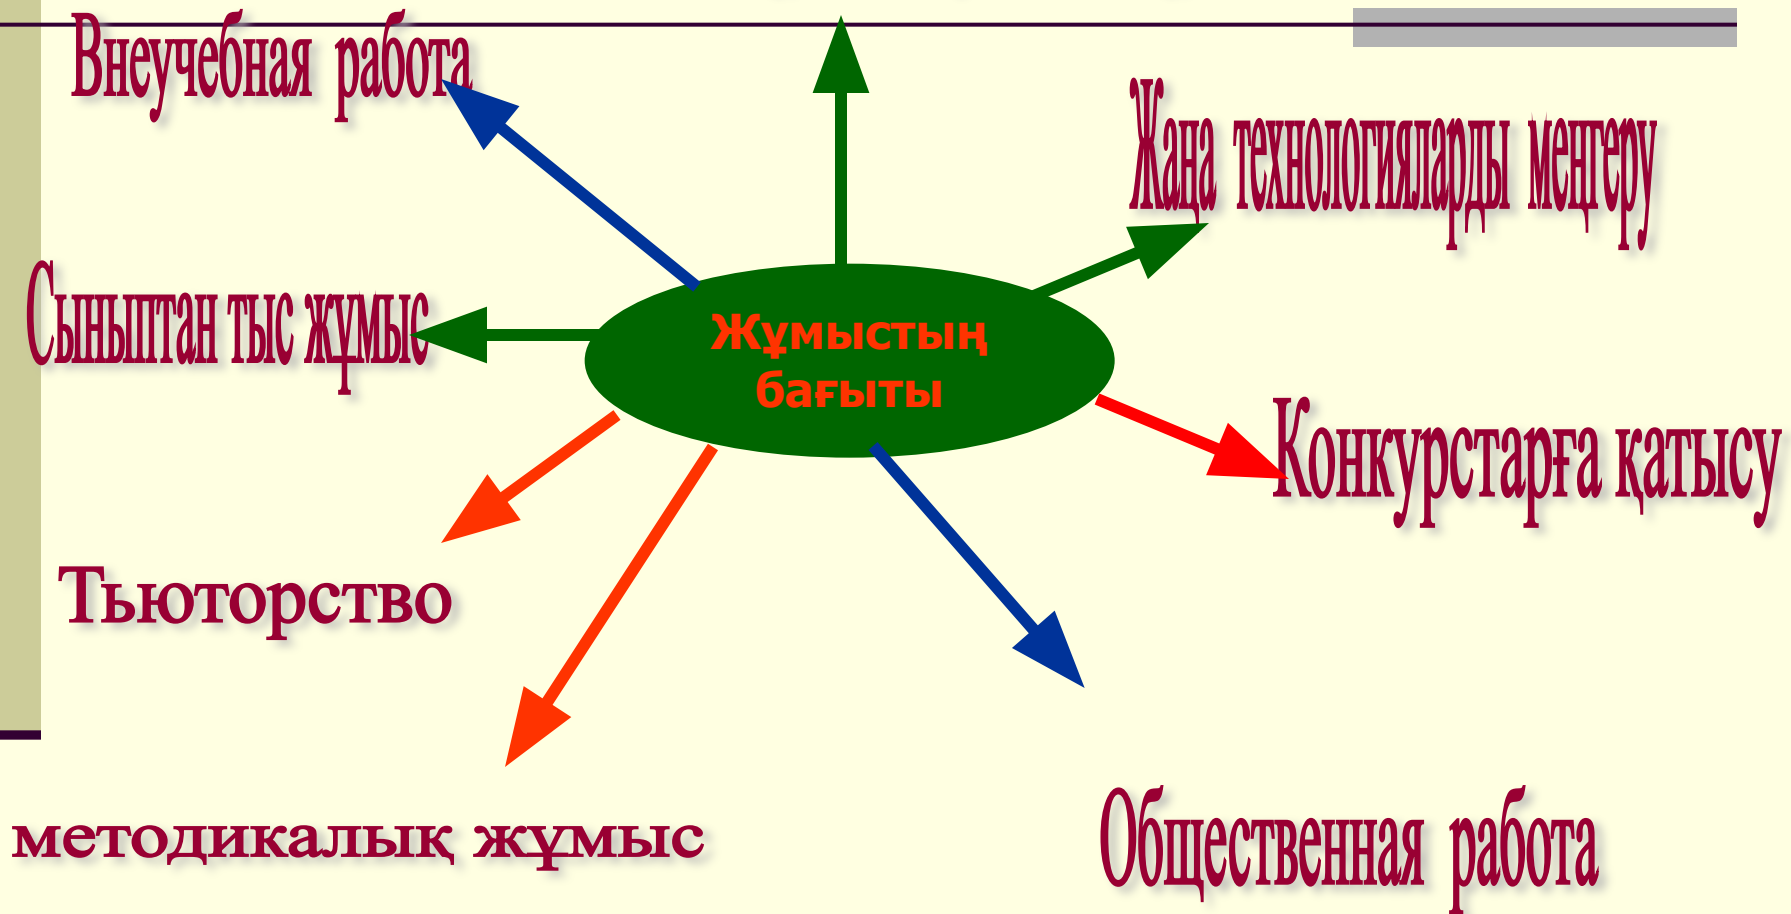 Внеучебная работа
Жаңа технологияларды меңгеру
Сыныптан тыс жұмыс
Жұмыстың
бағыты
Конкурстарға қатысу
Тьюторство
методикалық жұмыс
Общественная работа